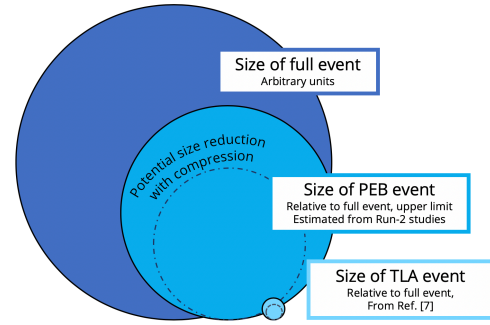 Size of full event
Arbitrary units
Potential size reduction
with compression
Size of PEB event
Relative to full event, upper limit
Estimated from Run-2 studies
Size of TLA event
Relative to full event,
From Ref. [7]